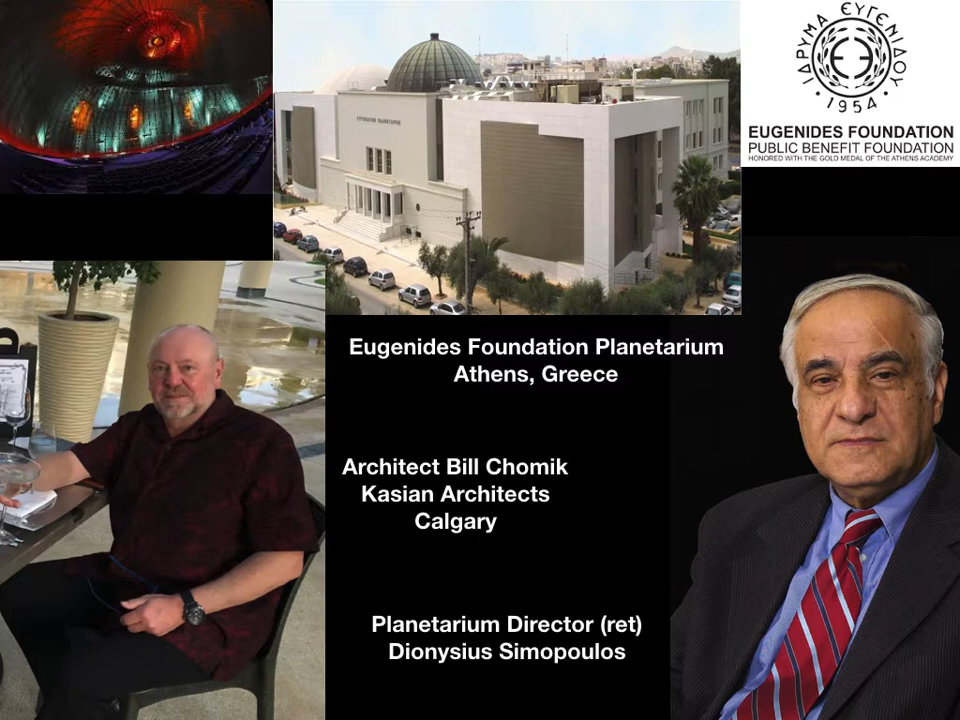 ΙΔΡΥΜΑ ΕΥΓΕΝΙΔΟΥ
· 1954 ·
EUGENIDES FOUNDATION
PUBLIC BENEFIT FOUNDATION
HONORED WITH THE GOLD MEDAL OF THE ATHENS ACADEMY
Eugenides Foundation Planetarium
Athens, Greece
Architect Bill Chomik
Kasian Architects
Calgary
Planetarium Director (ret)
Dionysius Simopoulos